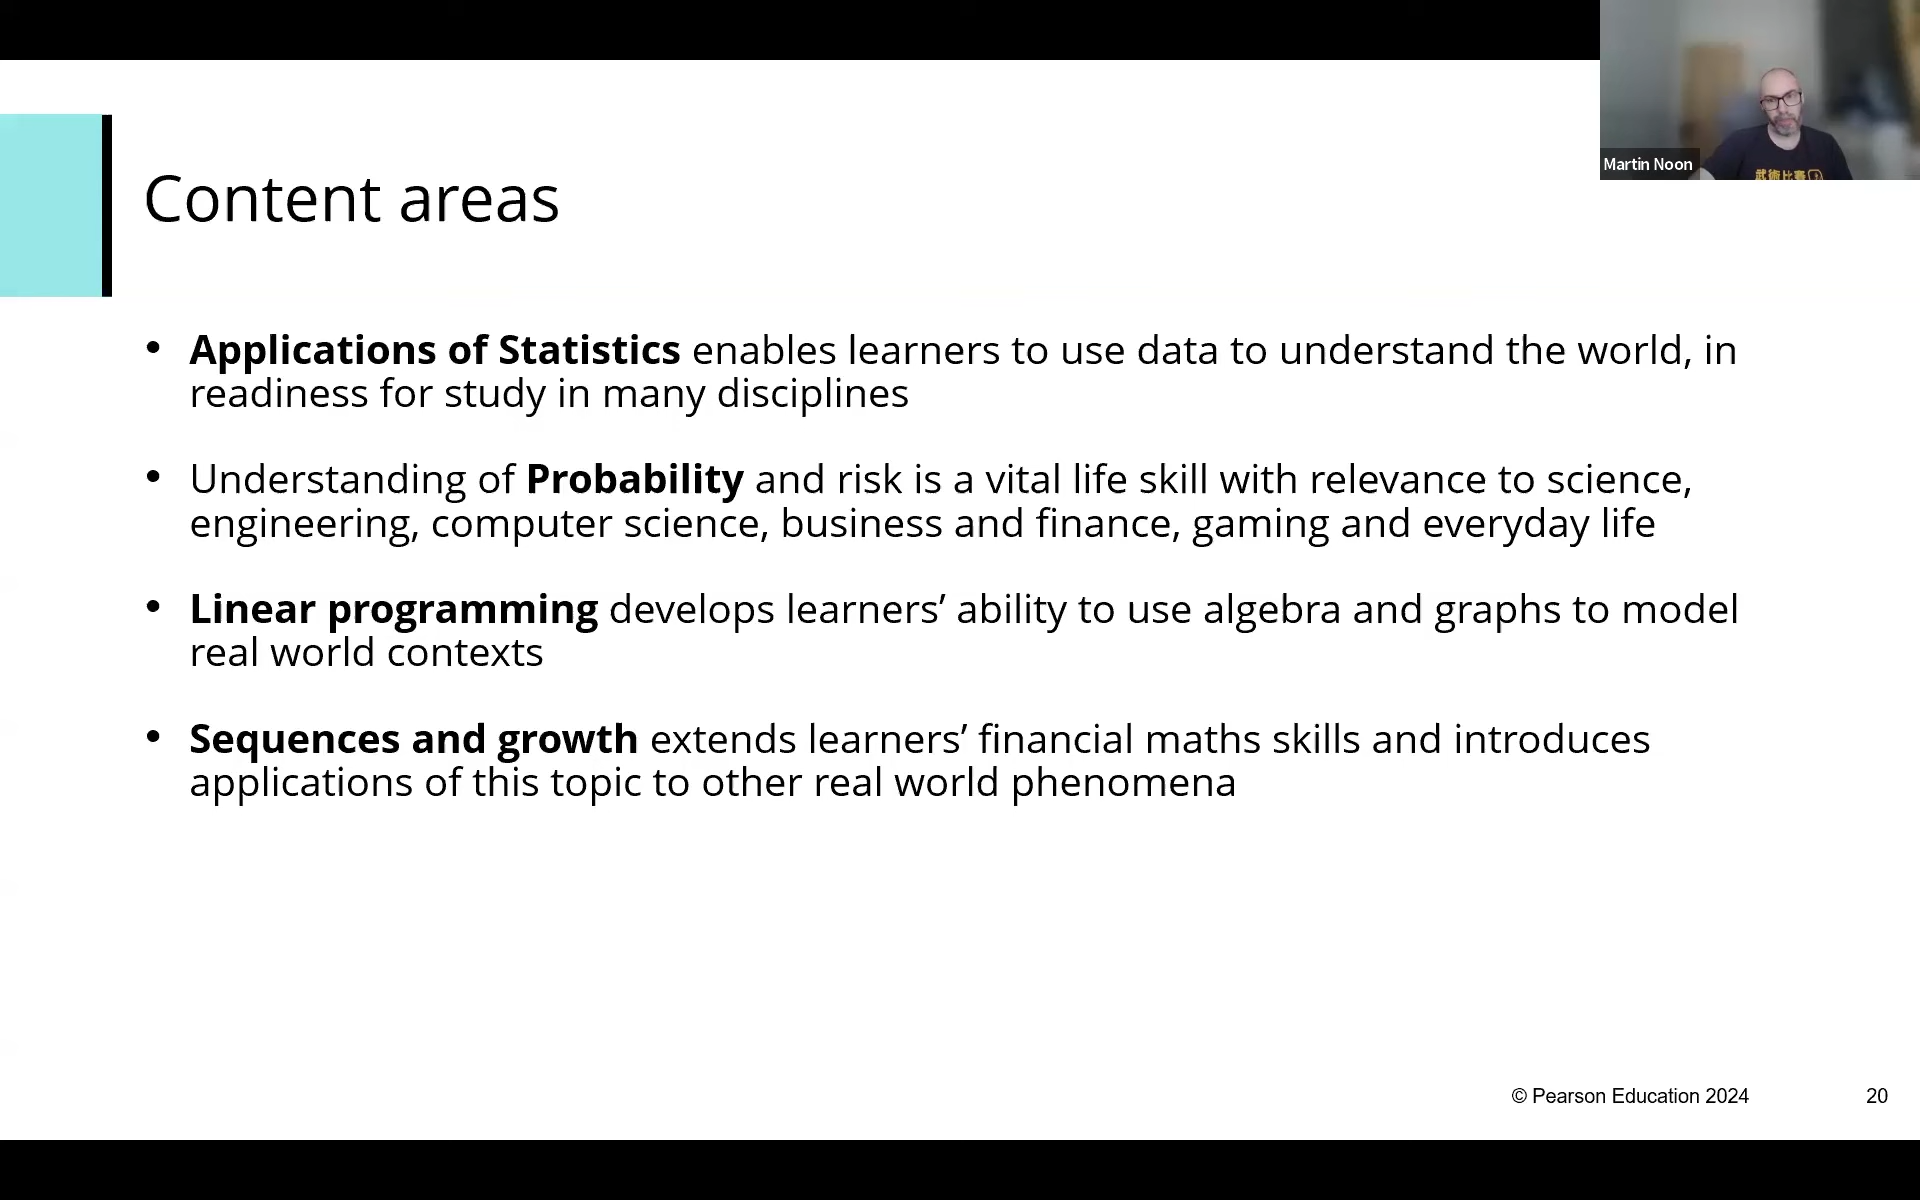 Martin Noon
武術比賽
Content areas
• Applications of Statistics enables learners to use data to understand the world, in
readiness for study in many disciplines
• Understanding of Probability and risk is a vital life skill with relevance to science,
engineering, computer science, business and finance, gaming and everyday life
• Linear programming develops learners’ ability to use algebra and graphs to model
real world contexts
• Sequences and growth extends learners’ financial maths skills and introduces
applications of this topic to other real world phenomena
© Pearson Education 2024
20